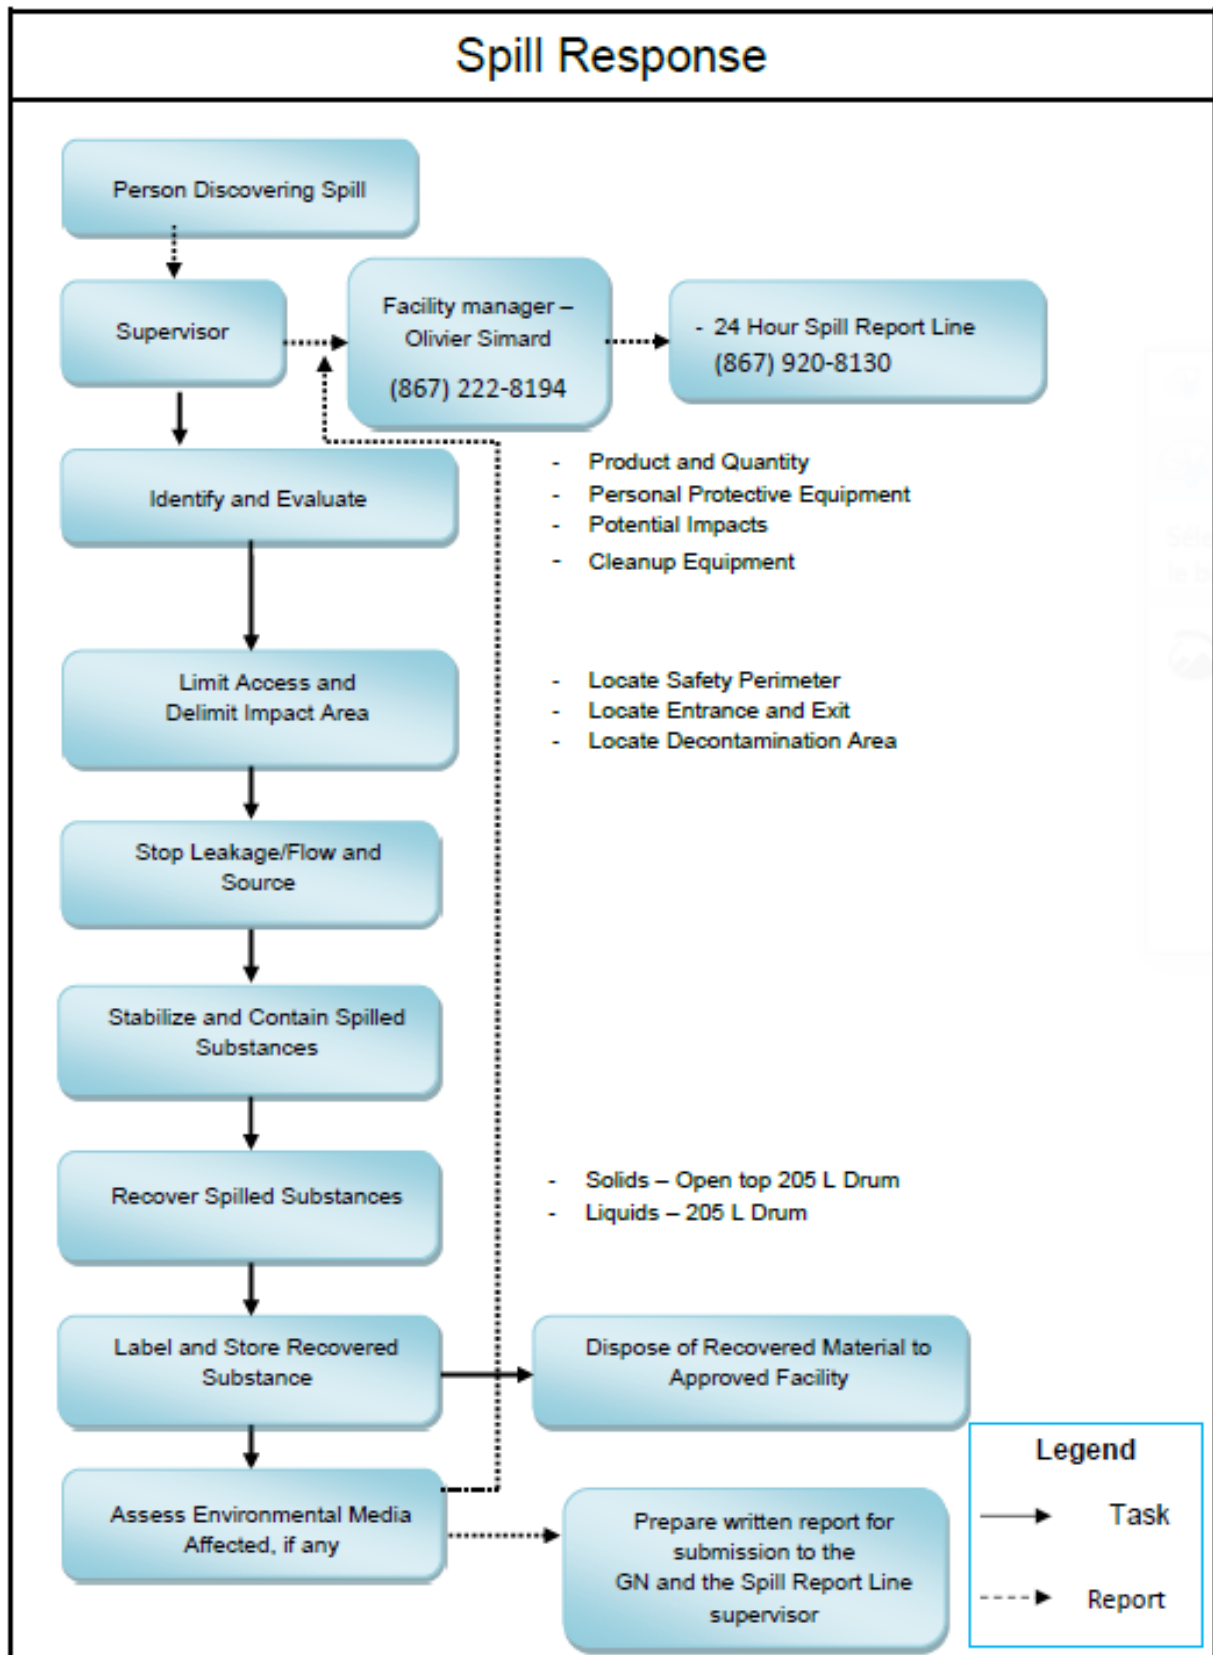 Spill Response
Person Discovering Spill
Supervisor
Facility manager –
Olivier Simard
(867) 222-8194
- 24 Hour Spill Report Line
(867) 920-8130
Identify and Evaluate
- Product and Quantity
- Personal Protective Equipment
- Potential Impacts
- Cleanup Equipment
Limit Access and
Delimit Impact Area
- Locate Safety Perimeter
- Locate Entrance and Exit
- Locate Decontamination Area
Stop Leakage/Flow and
Source
Stabilize and Contain Spilled
Substances
Recover Spilled Substances
- Solids – Open top 205 L Drum
- Liquids – 205 L Drum
Label and Store Recovered
Substance
Dispose of Recovered Material to
Approved Facility
Assess Environmental Media
Affected, if any
Prepare written report for
submission to the
GN and the Spill Report Line
supervisor
Legend
Task
Report